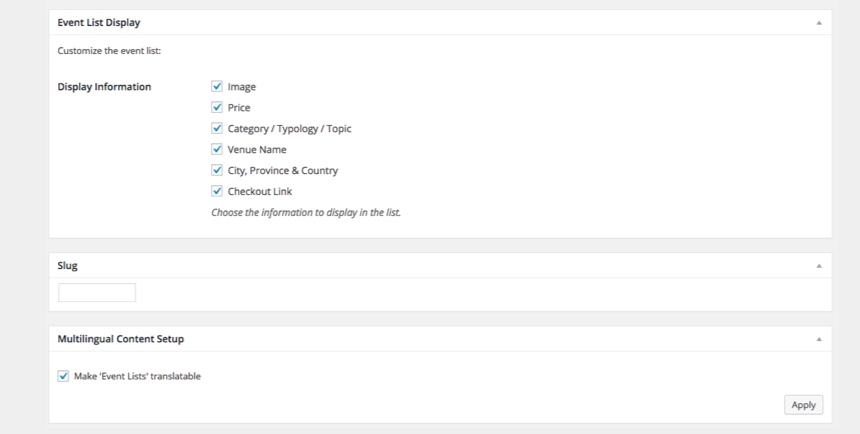 Event List Display
Customize the event list:
Display Information
Image
Price
Category / Typology / Topic
Venue Name
City, Province & Country
Checkout Link
Choose the information to display in the list.
Slug
Multilingual Content Setup
Make 'Event Lists' translatable
Apply